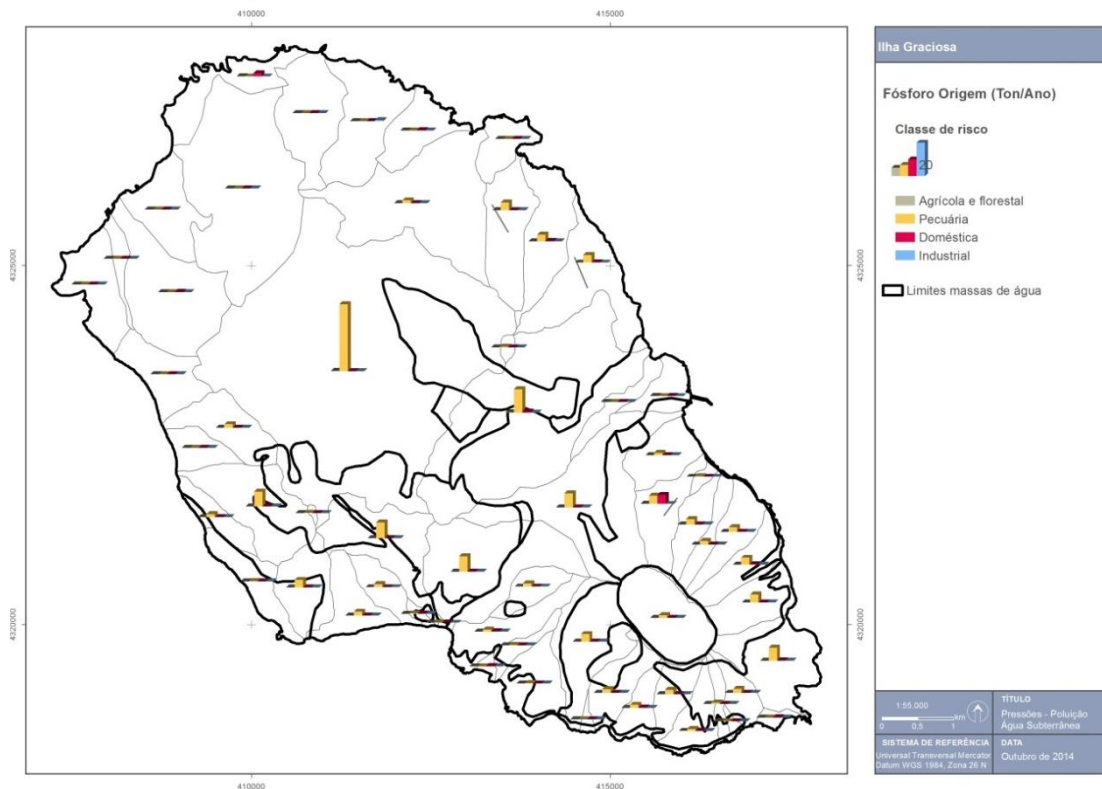 410000
415000
4325000
4325000
4320000
4320000
410000
415000
Ilha Graciosa
Fósforo Origem (Ton/Ano)
Classe de risco
20
Agrícola e florestal
Pecuária
Doméstica
Industrial
Limites massas de água
1:55.000
km
0 0,5 1
TÍTULO
Pressões - Poluição
Água Subterrânea
SISTEMA DE REFERÊNCIA
Universal Transversal Mercator
Datum WGS 1984, Zona 26 N
DATA
Outubro de 2014